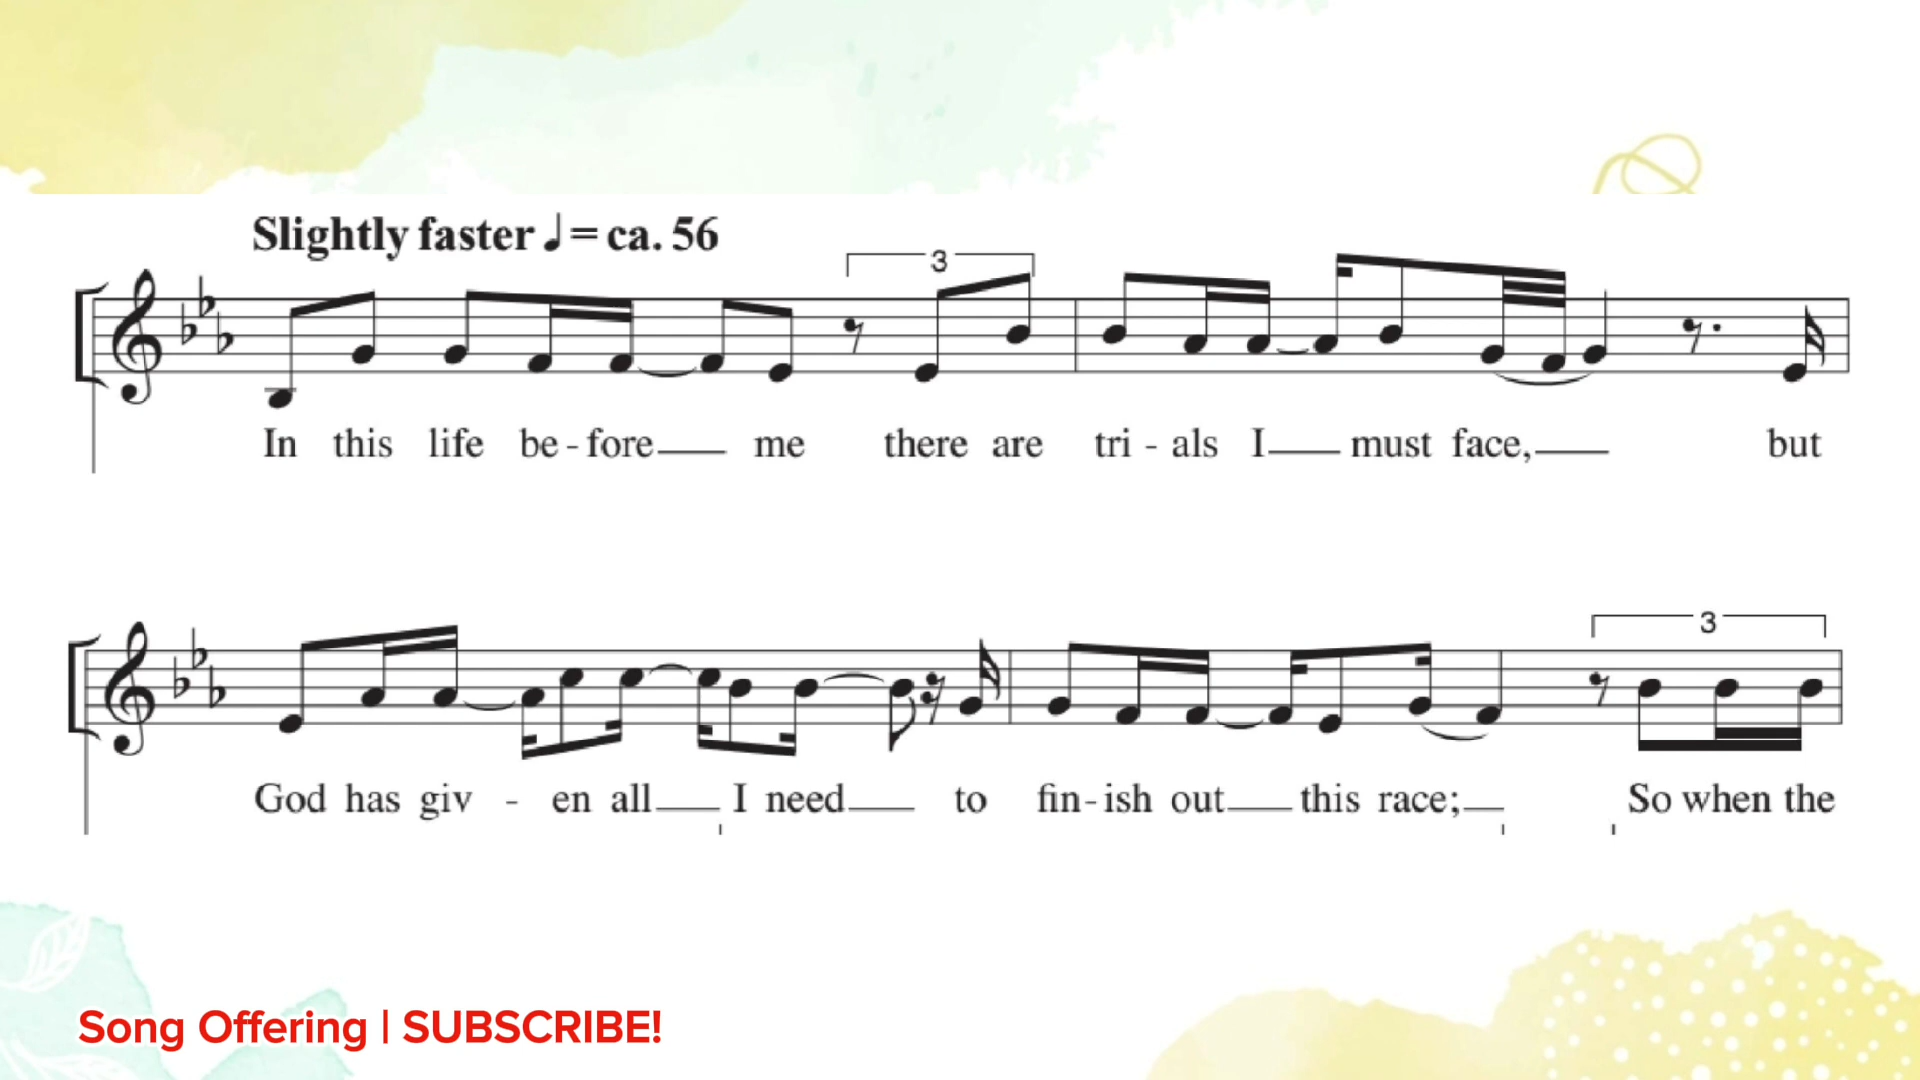 Slightly faster ♩= ca. 56
3
In this life be - fore me there are tri - als I must face, but
3
God has giv - en all I need to fin - ish out this race; So when the
Song Offering | SUBSCRIBE!